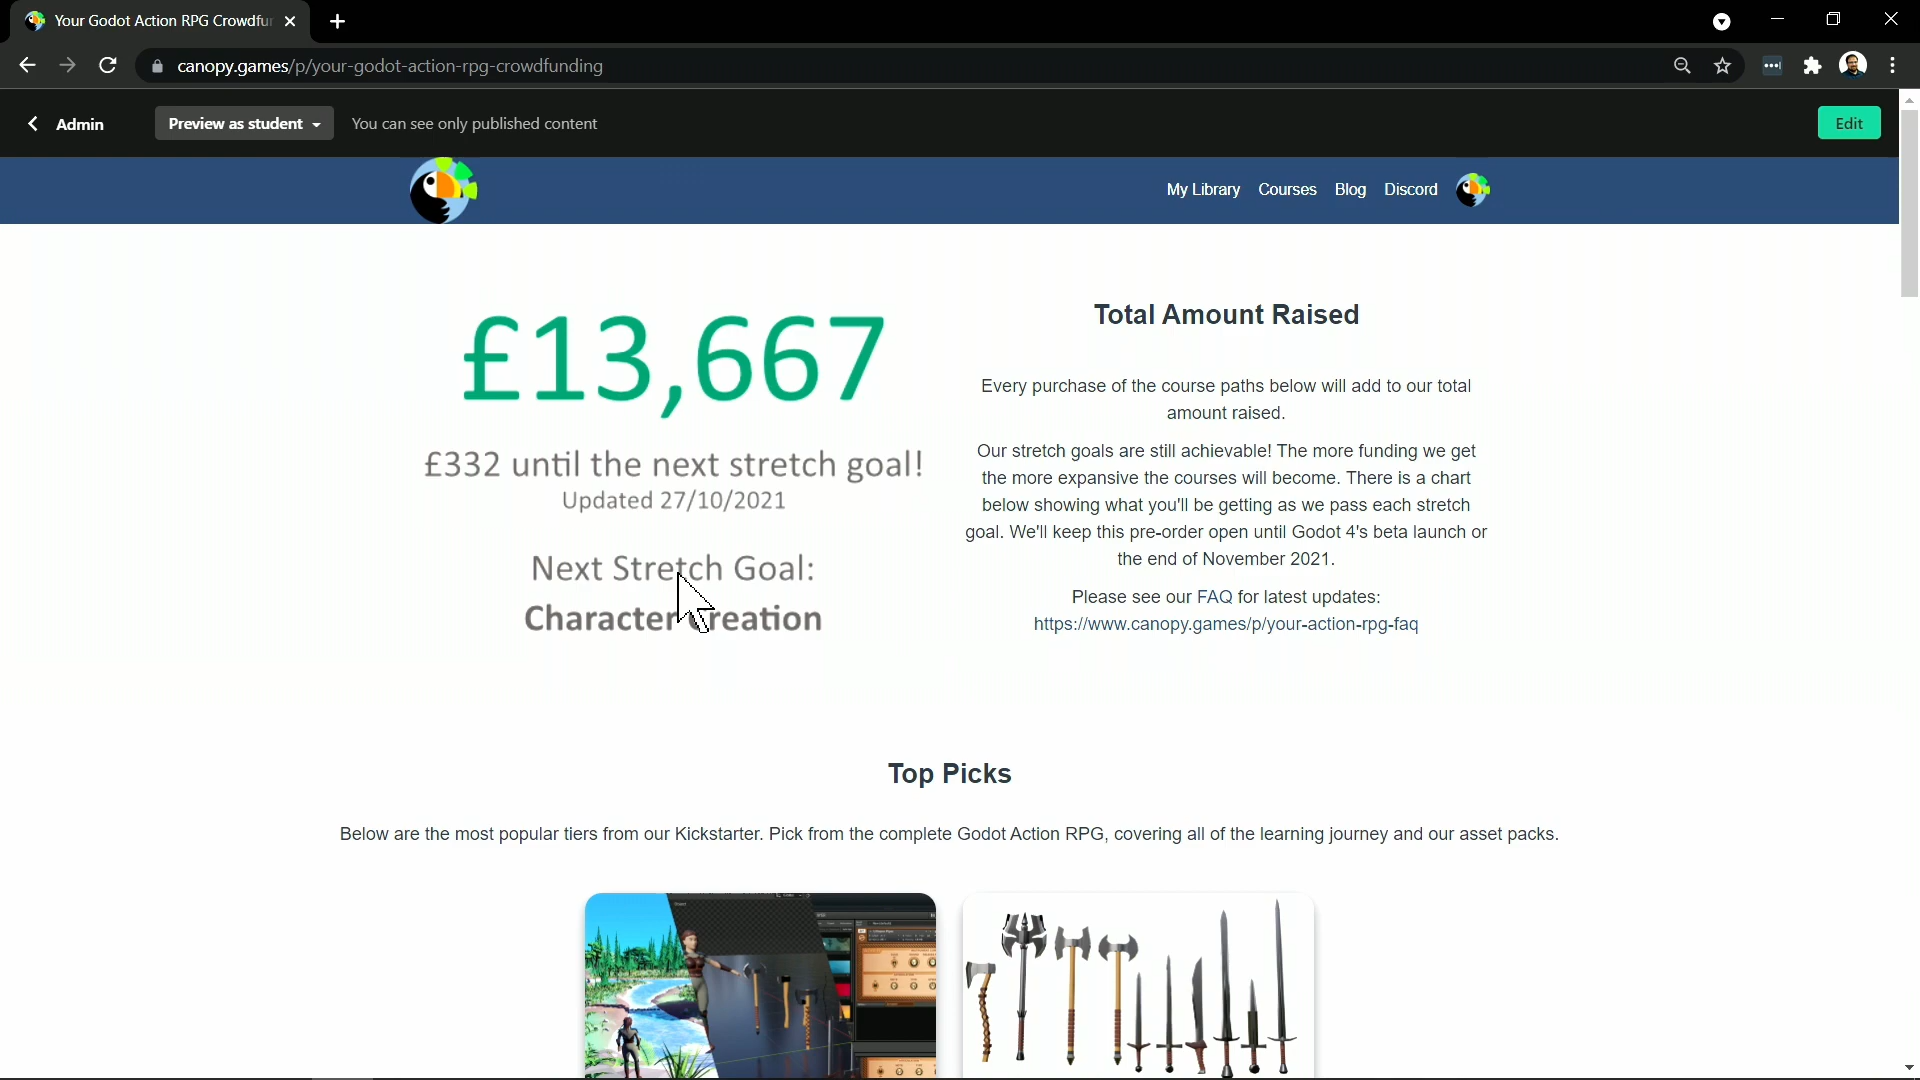 Your Godot Action RPG Crowdfur
canopy.games/p/your-godot-action-rpg-crowdfunding
Admin
Preview as student
You can see only published content
Edit
My Library Courses Blog Discord
£13,667
£332 until the next stretch goal!
Updated 27/10/2021
Next Stretch Goal:
Character Creation
Total Amount Raised
Every purchase of the course paths below will add to our total
amount raised.
Our stretch goals are still achievable! The more funding we get
the more expansive the courses will become. There is a chart
below showing what you'll be getting as we pass each stretch
goal. We'll keep this pre-order open until Godot 4's beta launch or
the end of November 2021.
Please see our FAQ for latest updates:
https://www.canopy.games/p/your-action-rpg-faq
Top Picks
Below are the most popular tiers from our Kickstarter. Pick from the complete Godot Action RPG, covering all of the learning journey and our asset packs.